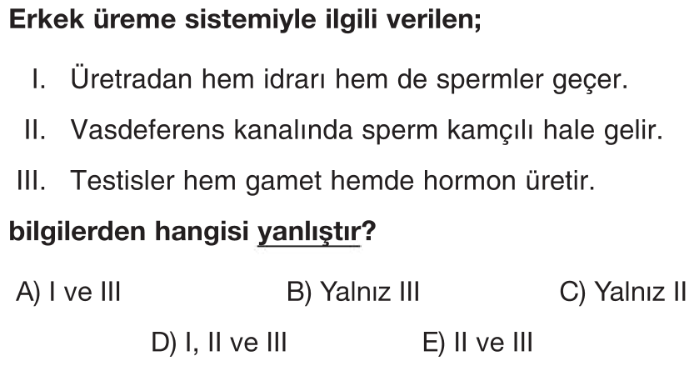 Erkek üreme sistemiyle ilgili verilen;
I. Üretradan hem idrarı hem de spermler geçer.
II. Vasdeferens kanalında sperm kamçılı hale gelir.
III. Testisler hem gamet hemde hormon üretir.
bilgilerden hangisi yanlıştır?
A) I ve III B) Yalnız III C) Yalnız II
D) I, II ve III E) II ve III